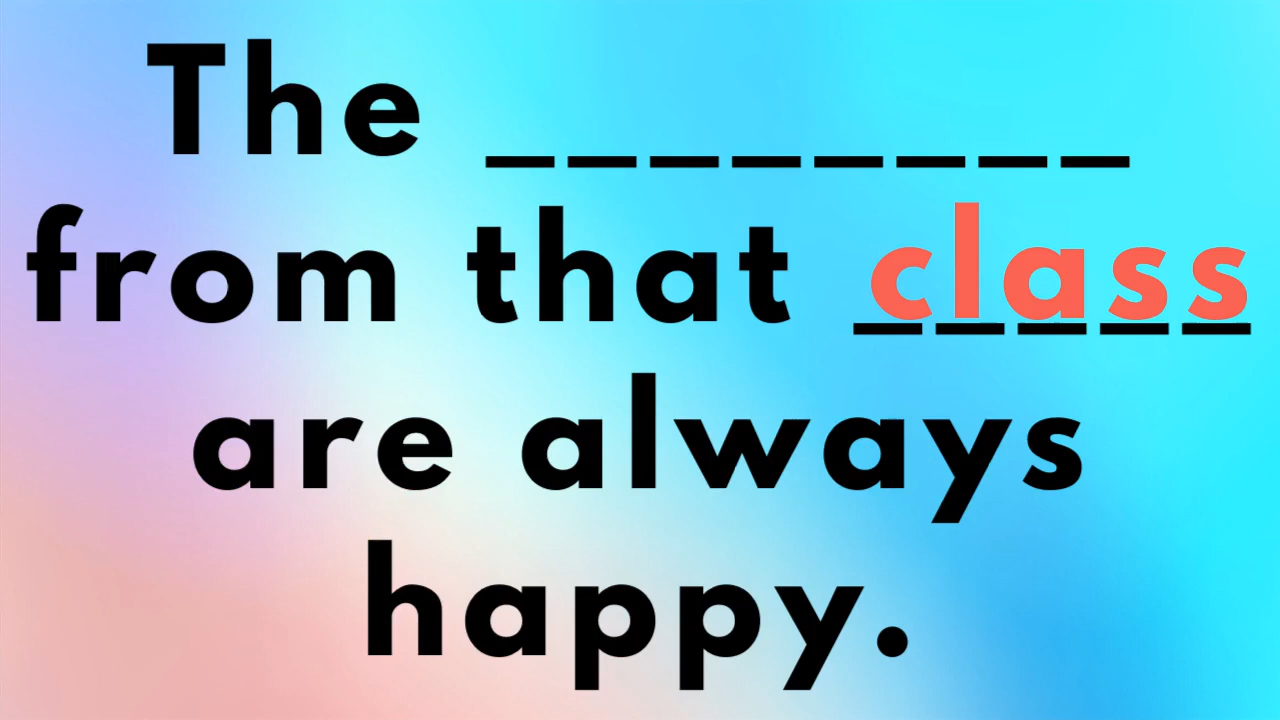 The ________
from that class
are always
happy.